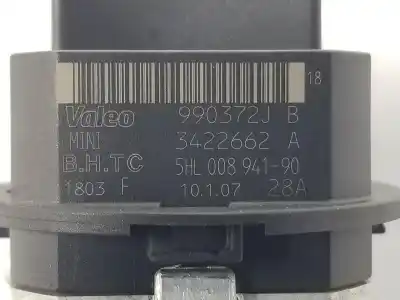 18
Valeo 990372J B
MINI 3422662 A
B.H.TC 5HL 008 941-90
1803 F 10.1.07 28A